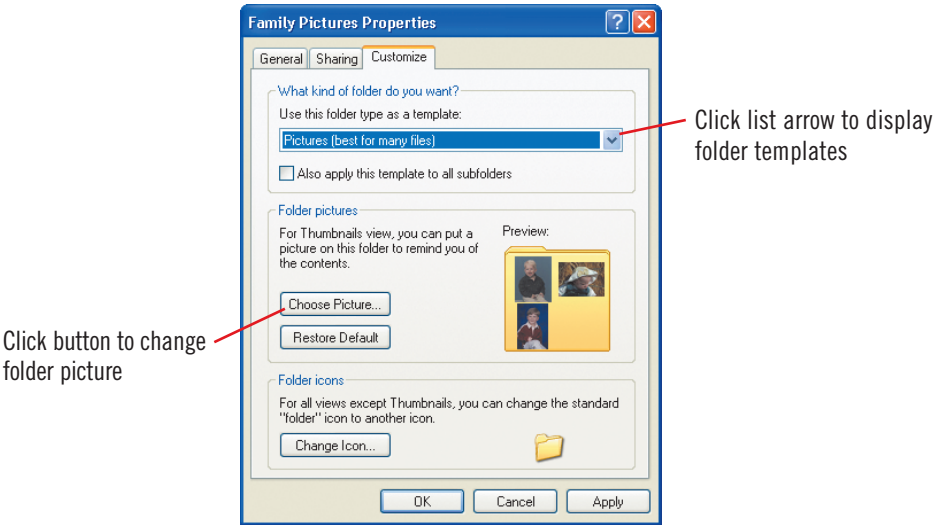 Family Pictures Properties
General Sharing Customize
What kind of folder do you want?
Use this folder type as a template:
Pictures (best for many files)
Also apply this template to all subfolders
Click list arrow to display
folder templates
Folder pictures
For Thumbnails view, you can put a
picture on this folder to remind you of
the contents.
Preview:
Choose Picture...
Restore Default
Click button to change
folder picture
Folder icons
For all views except Thumbnails, you can change the standard
"folder" icon to another icon.
Change Icon...
OK Cancel Apply